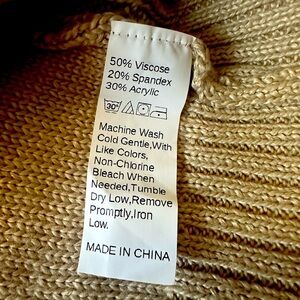 50% Viscose
20% Spandex
30% Acrylic
30°
Machine Wash
Cold Gentle,With
Like Colors,
Non-Chlorine
Bleach When
Needed,Tumble
Dry Low,Remove
Promptly,Iron
Low.
MADE IN CHINA